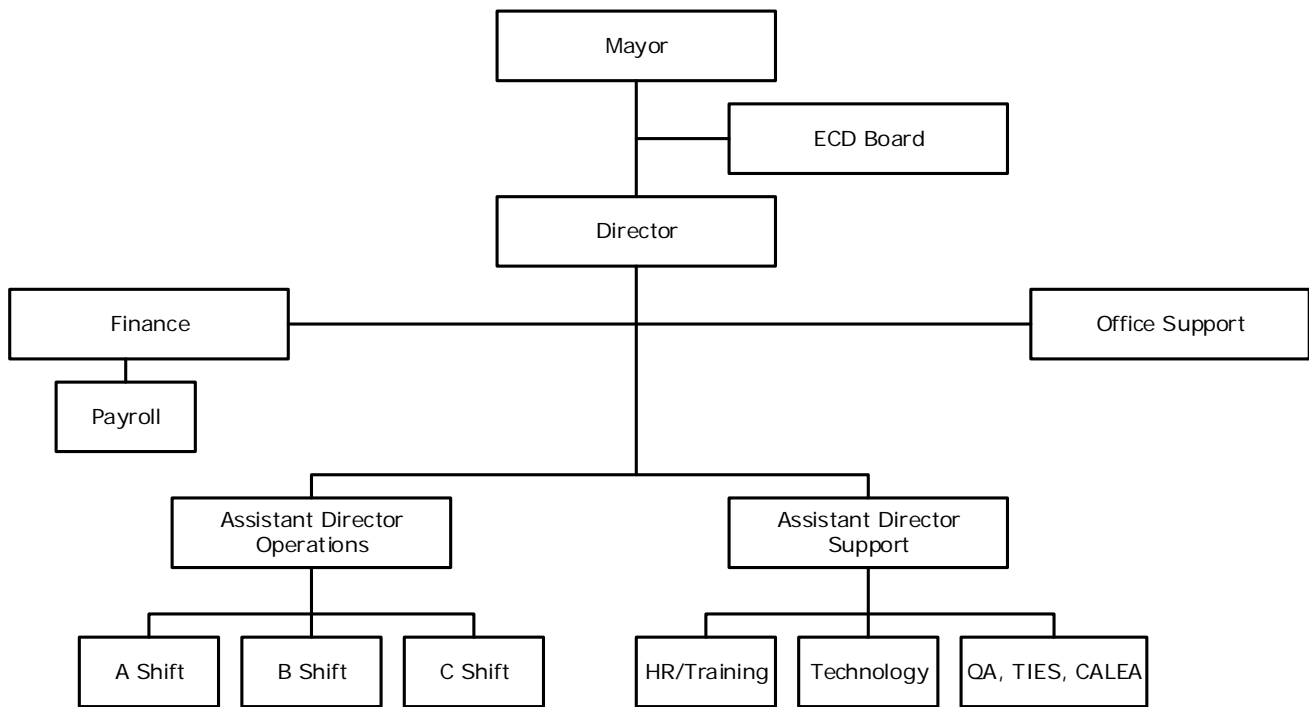 Mayor
ECD Board
Director
Finance
Office Support
Payroll
Assistant Director
Operations
Assistant Director
Support
A Shift
B Shift
C Shift
HR/Training
Technology
QA, TIES, CALEA